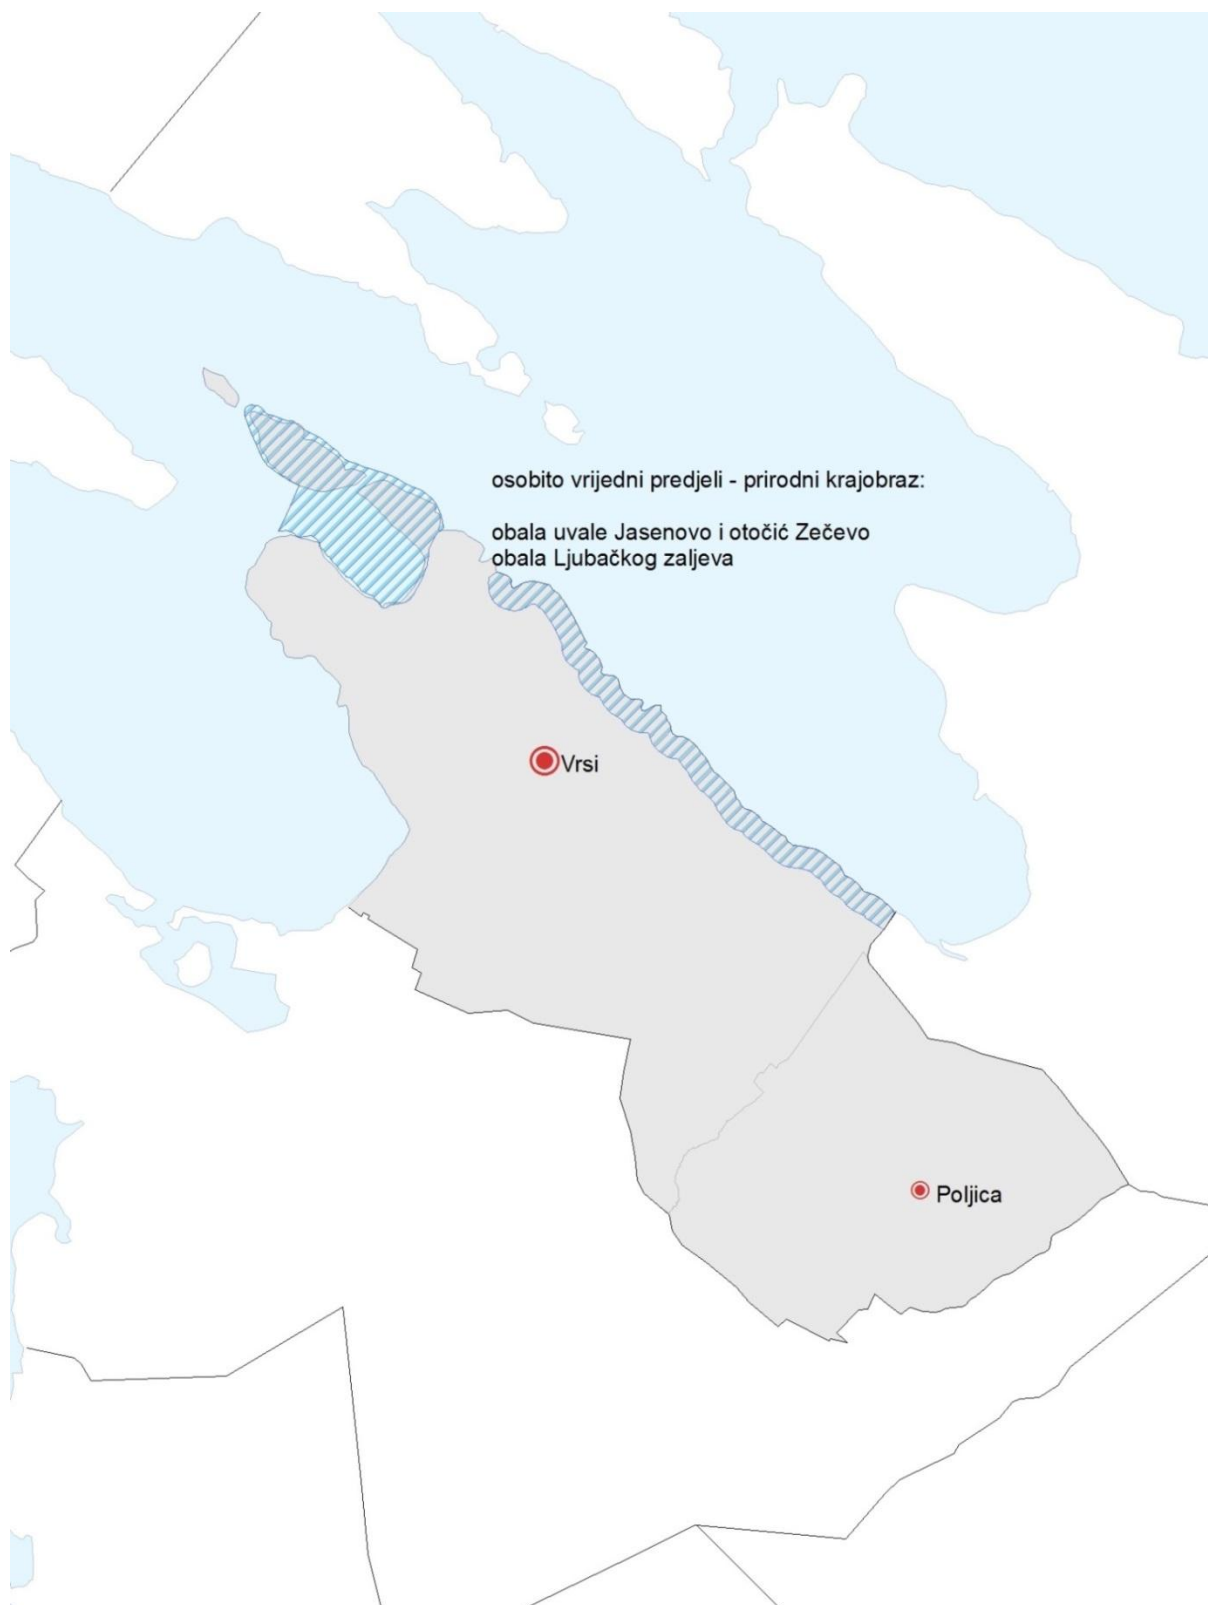 osobito vrijedni predjeli - prirodni krajobraz:
obala uvale Jasenovo i otočić Zečevo
obala Ljubačkog zaljeva
Vrsi
Poljica